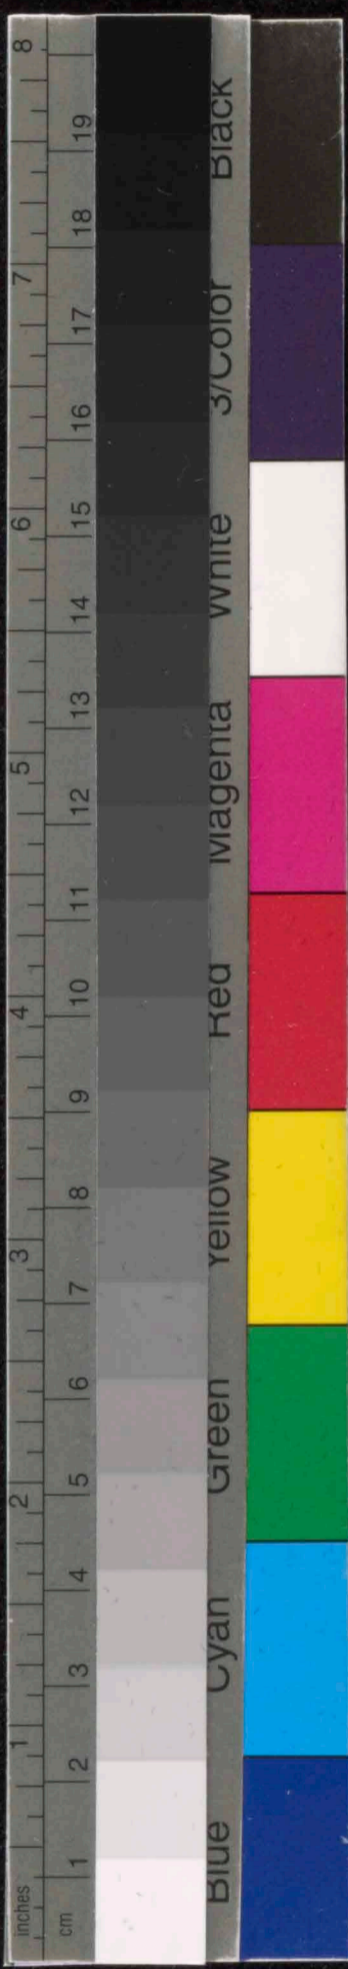 inches 1 2 3 4 5 6 7 8
cm 1 2 3 4 5 6 7 8 9 10 11 12 13 14 15 16 17 18 19
Blue Cyan Green Yellow Red Magenta White 3/Color Black